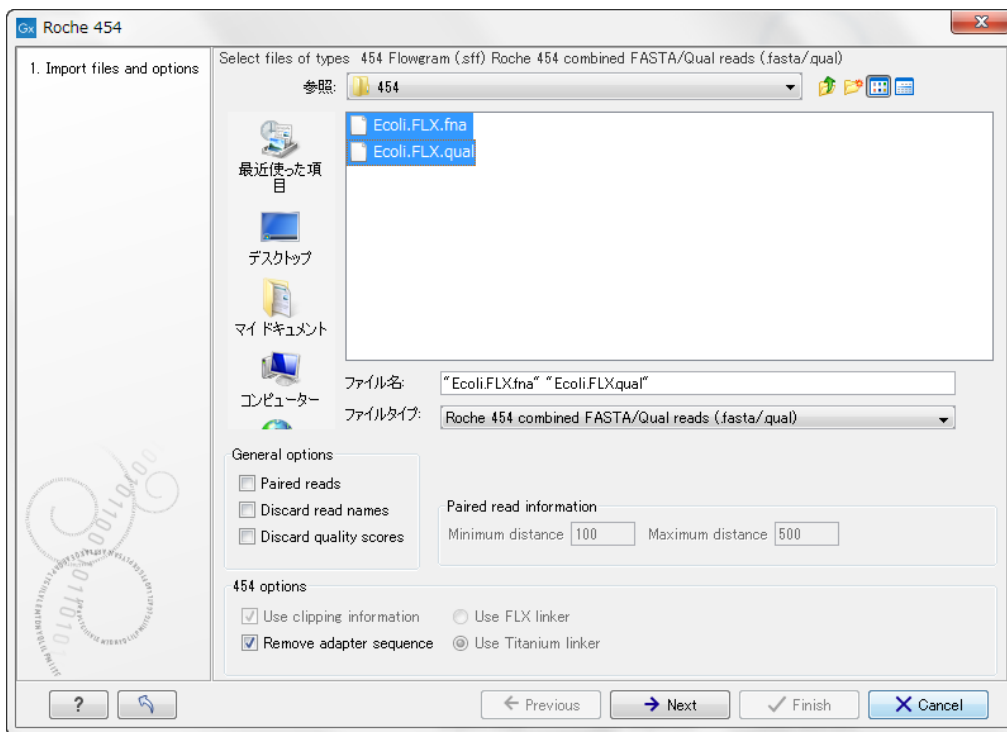 Gx Roche 454
X
1. Import files and options
Select files of types 454 Flowgram (.sff) Roche 454 combined FASTA/Qual reads (.fasta/.qual)
参照: 454
Ecoli.FLX.fna
Ecoli.FLX.qual
最近使った項
目
デスクトップ
マイ ドキュメント
コンピューター
ファイル名: "Ecoli.FLX.fna" "Ecoli.FLX.qual"
ファイルタイプ: Roche 454 combined FASTA/Qual reads (.fasta/.qual)
General options
Paired reads
Discard read names
Discard quality scores
Paired read information
Minimum distance 100 Maximum distance 500
454 options
Use clipping information Use FLX linker
Remove adapter sequence Use Titanium linker
? Previous Next Finish Cancel